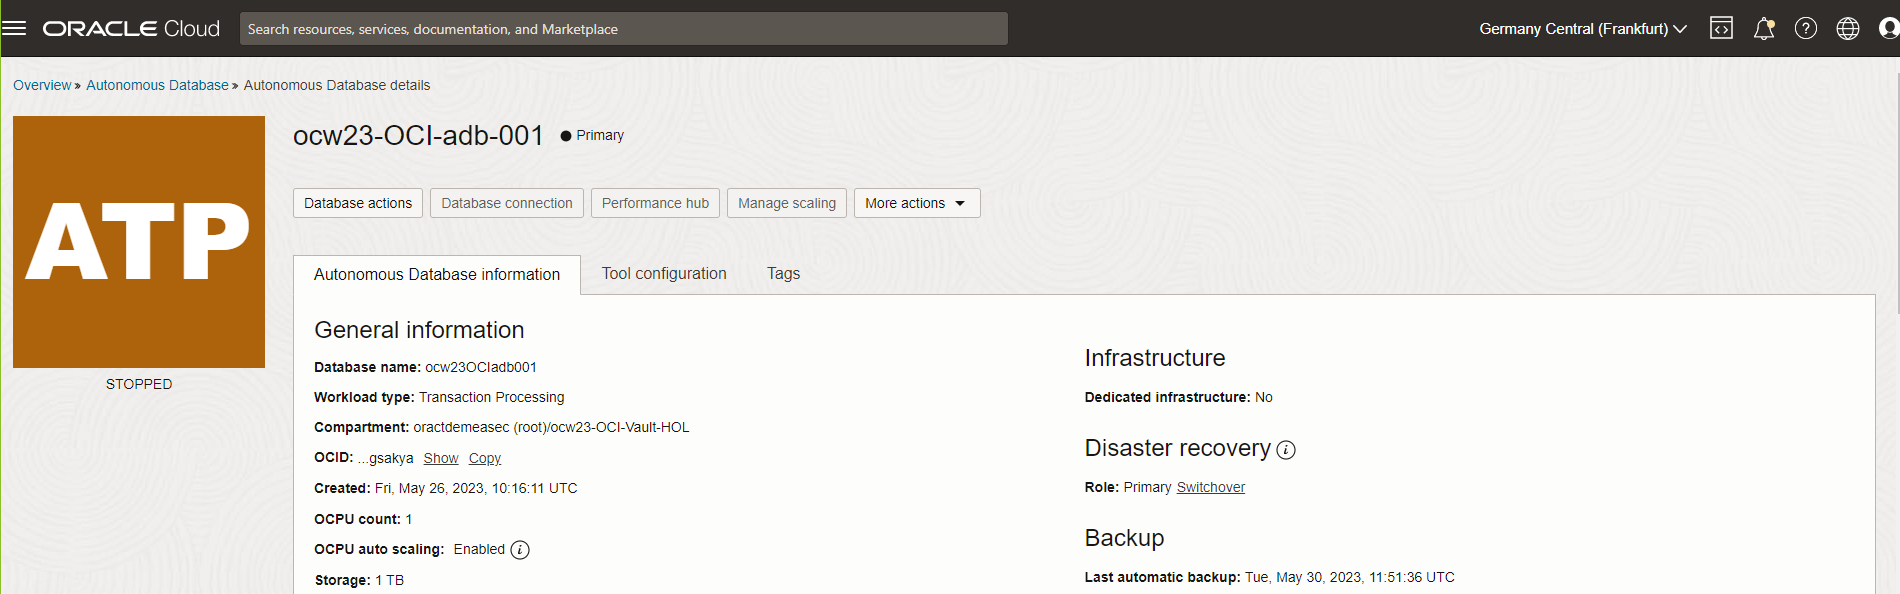 ORACLE Cloud
Search resources, services, documentation, and Marketplace
Germany Central (Frankfurt)
Overview » Autonomous Database » Autonomous Database details
ATP
STOPPED
ocw23-OCI-adb-001
Primary
Database actions
Database connection
Performance hub
Manage scaling
More actions
Autonomous Database information
Tool configuration
Tags
General information
Database name: ocw23OCIadb001
Workload type: Transaction Processing
Compartment: oractdemeasec (root)/ocw23-OCI-Vault-HOL
OCID: ...gsakya Show Copy
Created: Fri, May 26, 2023, 10:16:11 UTC
OCPU count: 1
OCPU auto scaling: Enabled
Storage: 1 TB
Infrastructure
Dedicated infrastructure: No
Disaster recovery
Role: Primary Switchover
Backup
Last automatic backup: Tue, May 30, 2023, 11:51:36 UTC